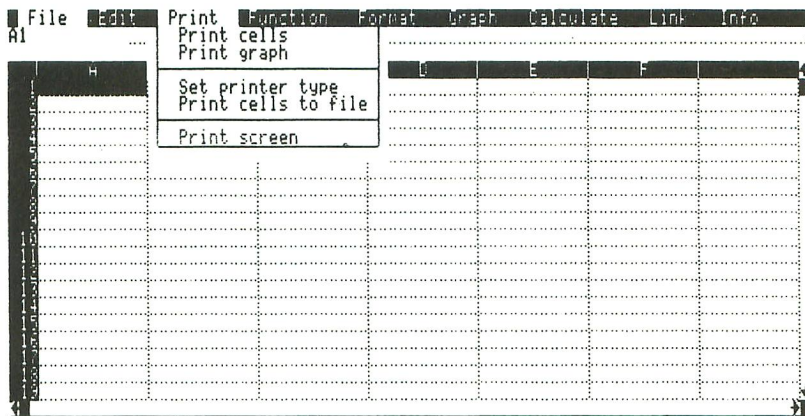 File Edit Print Function Format Graph Calculate Link Info
A1
Print cells
Print graph
Set printer type
Print cells to file
Print screen
D E F